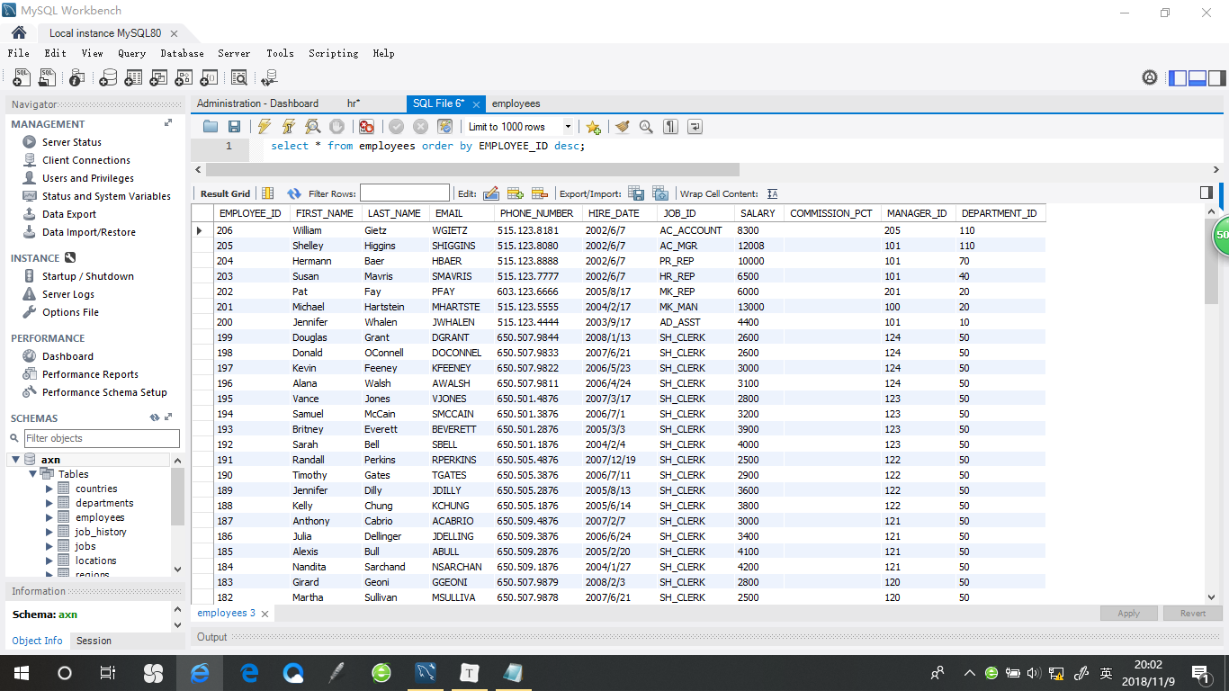 MySQL Workbench
Local instance MySQL80
File Edit View Query Database Server Tools Scripting Help
Navigator
MANAGEMENT
Server Status
Client Connections
Users and Privileges
Status and System Variables
Data Export
Data Import/Restore
INSTANCE
Startup / Shutdown
Server Logs
Options File
PERFORMANCE
Dashboard
Performance Reports
Performance Schema Setup
SCHEMAS
Filter objects
axn
Tables
countries
departments
employees
job_history
jobs
locations
regions
Information
Schema: axn
Object Info Session
Administration - Dashboard hr* SQL File 6* employees
Limit to 1000 rows
1 select * from employees order by EMPLOYEE_ID desc;
Result Grid Filter Rows: Edit: Export/Import: Wrap Cell Content:
EMPLOYEE_ID FIRST_NAME LAST_NAME EMAIL PHONE_NUMBER HIRE_DATE JOB_ID SALARY COMMISSION_PCT MANAGER_ID DEPARTMENT_ID
206 William Gietz WGIETZ 515.123.8181 2002/6/7 AC_ACCOUNT 8300 205 110
205 Shelley Higgins SHIGGINS 515.123.8080 2002/6/7 AC_MGR 12008 101 110
204 Hermann Baer HBAER 515.123.8888 2002/6/7 PR_REP 10000 101 70
203 Susan Mavris SMAVRIS 515.123.7777 2002/6/7 HR_REP 6500 101 40
202 Pat Fay PFAY 603.123.6666 2005/8/17 MK_REP 6000 201 20
201 Michael Hartstein MHARTSTE 515.123.5555 2004/2/17 MK_MAN 13000 100 20
200 Jennifer Whalen JWHALEN 515.123.4444 2003/9/17 AD_ASST 4400 101 10
199 Douglas Grant DGRANT 650.507.9844 2008/1/13 SH_CLERK 2600 124 50
198 Donald OConnell DOCONNEL 650.507.9833 2007/6/21 SH_CLERK 2600 124 50
197 Kevin Feeney KFEENEY 650.507.9822 2006/5/23 SH_CLERK 3000 124 50
196 Alana Walsh AWALSH 650.507.9811 2006/4/24 SH_CLERK 3100 124 50
195 Vance Jones VJONES 650.501.4876 2007/3/17 SH_CLERK 2800 123 50
194 Samuel McCain SMCCAIN 650.501.3876 2006/7/1 SH_CLERK 3200 123 50
193 Britney Everett BEVERETT 650.501.2876 2005/3/3 SH_CLERK 3900 123 50
192 Sarah Bell SBELL 650.501.1876 2004/2/4 SH_CLERK 4000 123 50
191 Randall Perkins RPERKINS 650.505.4876 2007/12/19 SH_CLERK 2500 122 50
190 Timothy Gates TGATES 650.505.3876 2006/7/11 SH_CLERK 2900 122 50
189 Jennifer Dilly JDILLY 650.505.2876 2005/8/13 SH_CLERK 3600 122 50
188 Kelly Chung KCHUNG 650.505.1876 2005/6/14 SH_CLERK 3800 122 50
187 Anthony Cabrio ACABRIO 650.509.4876 2007/2/7 SH_CLERK 3000 121 50
186 Julia Dellinger JDELLING 650.509.3876 2006/6/24 SH_CLERK 3400 121 50
185 Alexis Bull ABULL 650.509.2876 2005/2/20 SH_CLERK 4100 121 50
184 Nandita Sarchand NSARCHAN 650.509.1876 2004/1/27 SH_CLERK 4200 121 50
183 Girard Geoni GGEONI 650.507.9879 2008/2/3 SH_CLERK 2800 120 50
182 Martha Sullivan MSULLIVA 650.507.9878 2007/6/21 SH_CLERK 2500 120 50
employees 3 Apply Revert
Output
50
英
20:02
2018/11/9
1